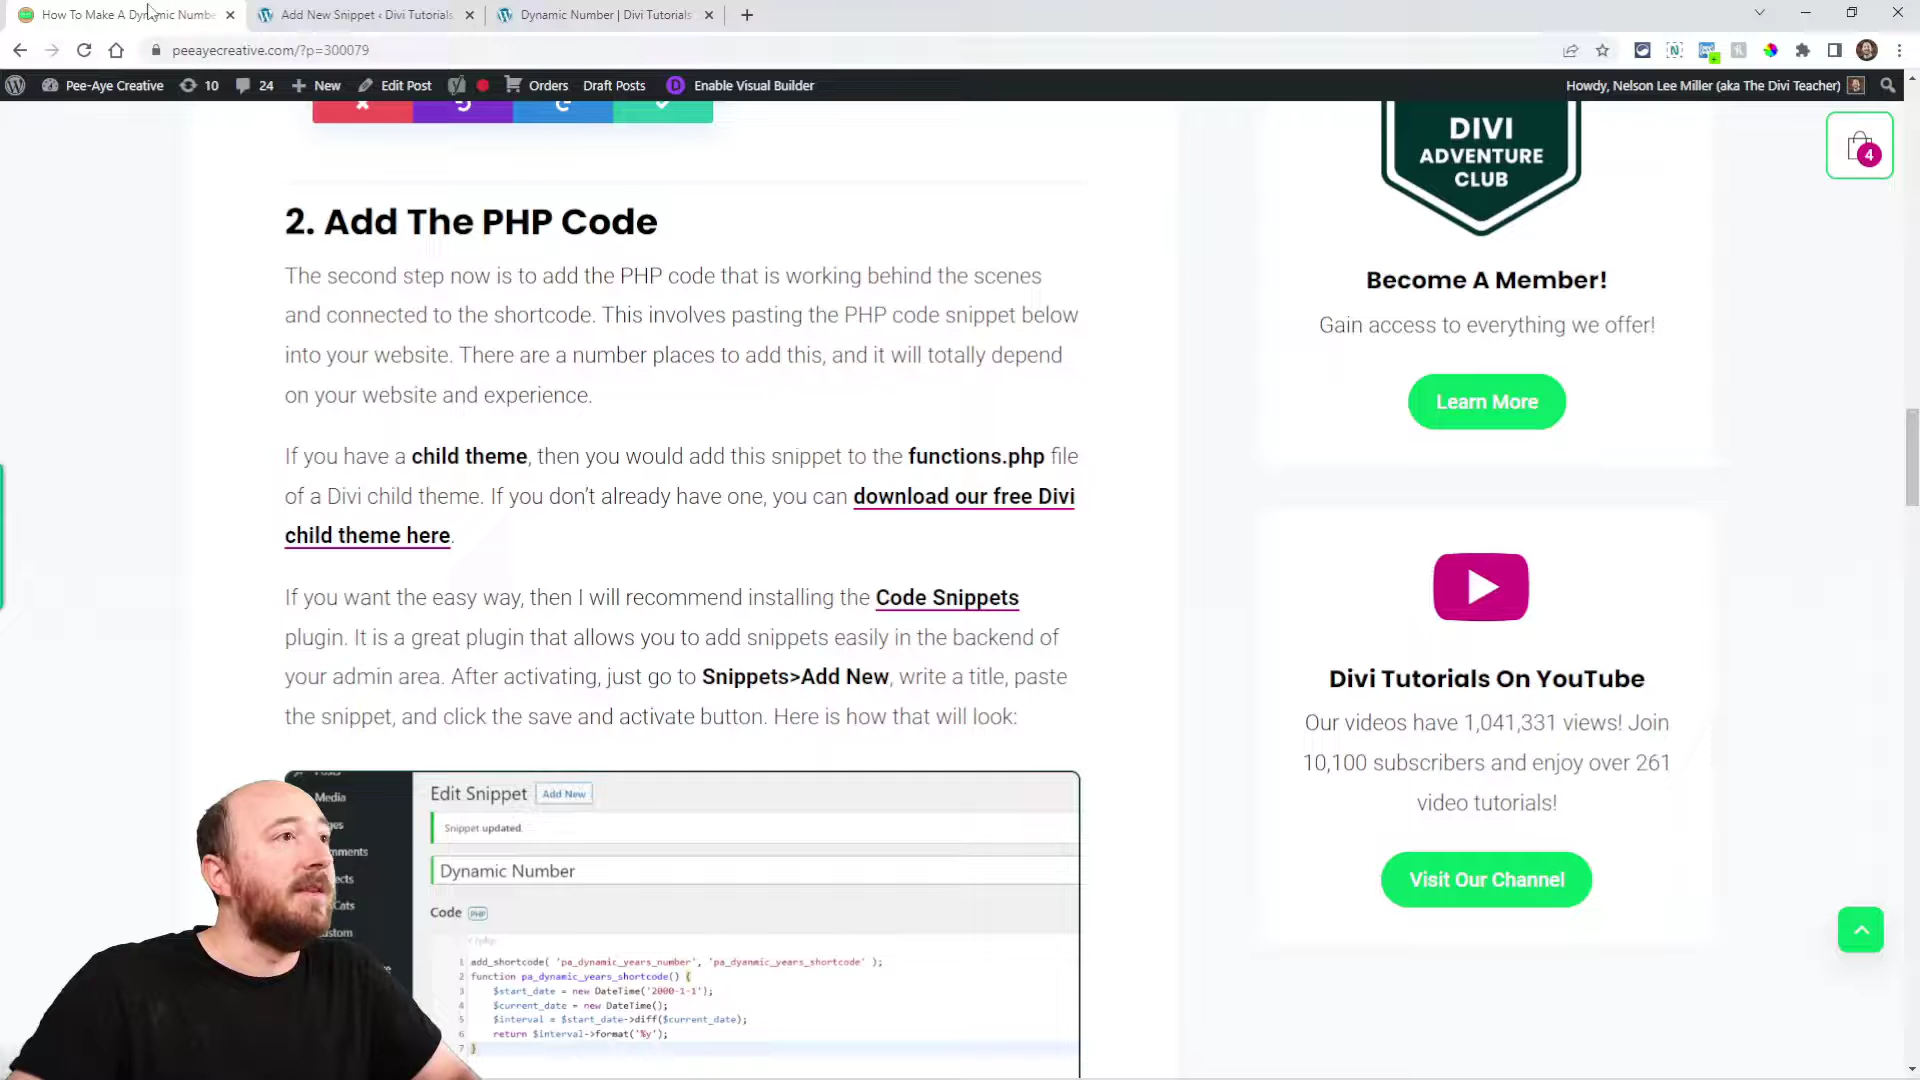 How To Make A Dynamic Numbe
Add New Snippet ‹ Divi Tutorials
Dynamic Number | Divi Tutorials
peeayecreative.com/?p=300079
Pee-Aye Creative
10
24
New
Edit Post
Orders
Draft Posts
Enable Visual Builder
Howdy, Nelson Lee Miller (aka The Divi Teacher)
4
2. Add The PHP Code
The second step now is to add the PHP code that is working behind the scenes
and connected to the shortcode. This involves pasting the PHP code snippet below
into your website. There are a number places to add this, and it will totally depend
on your website and experience.
If you have a child theme, then you would add this snippet to the functions.php file
of a Divi child theme. If you don't already have one, you can download our free Divi
child theme here.
If you want the easy way, then I will recommend installing the Code Snippets
plugin. It is a great plugin that allows you to add snippets easily in the backend of
your admin area. After activating, just go to Snippets>Add New, write a title, paste
the snippet, and click the save and activate button. Here is how that will look:
Media
Edit Snippet
Add New
Snippet updated.
Dynamic Number
Code
PHP
<?php
1 add_shortcode( 'pa_dynamic_years_number', 'pa_dyanmic_years_shortcode' );
2 function pa_dynamic_years_shortcode() {
3 $start_date = new DateTime('2000-1-1');
4 $current_date = new DateTime();
5 $interval = $start_date->diff($current_date);
6 return $interval->format('%y');
7 }
DIVI
ADVENTURE
CLUB
Become A Member!
Gain access to everything we offer!
Learn More
Divi Tutorials On YouTube
Our videos have 1,041,331 views! Join
10,100 subscribers and enjoy over 261
video tutorials!
Visit Our Channel